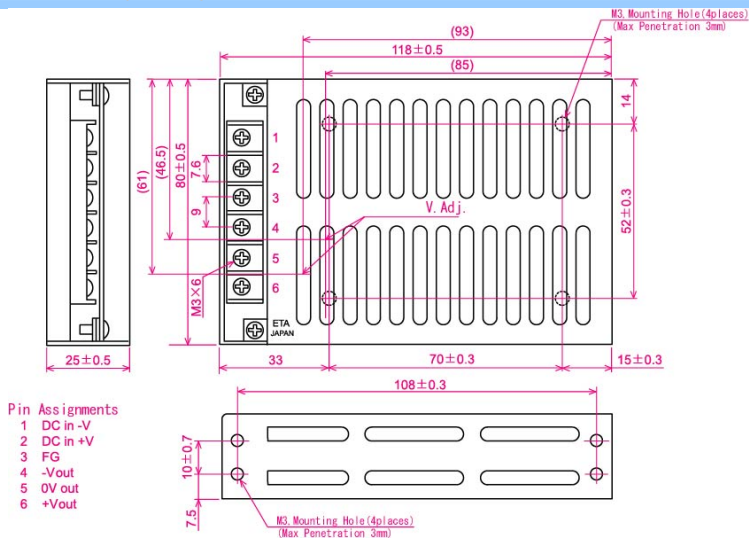 M3, Mounting Hole(4places)
(Max Penetration 3mm)
(93)
118±0.5
(85)
14
(61)
(46.5)
80±0.5
7.6
9
M3×6
1
2
3
4
5
6
V.Adj.
52±0.3
ETA
JAPAN
25±0.5
33
70±0.3
15±0.3
108±0.3
Pin Assignments
1 DC in -V
2 DC in +V
3 FG
4 -Vout
5 0V out
6 +Vout
10±0.7
7.5
M3, Mounting Hole(4places)
(Max Penetration 3mm)